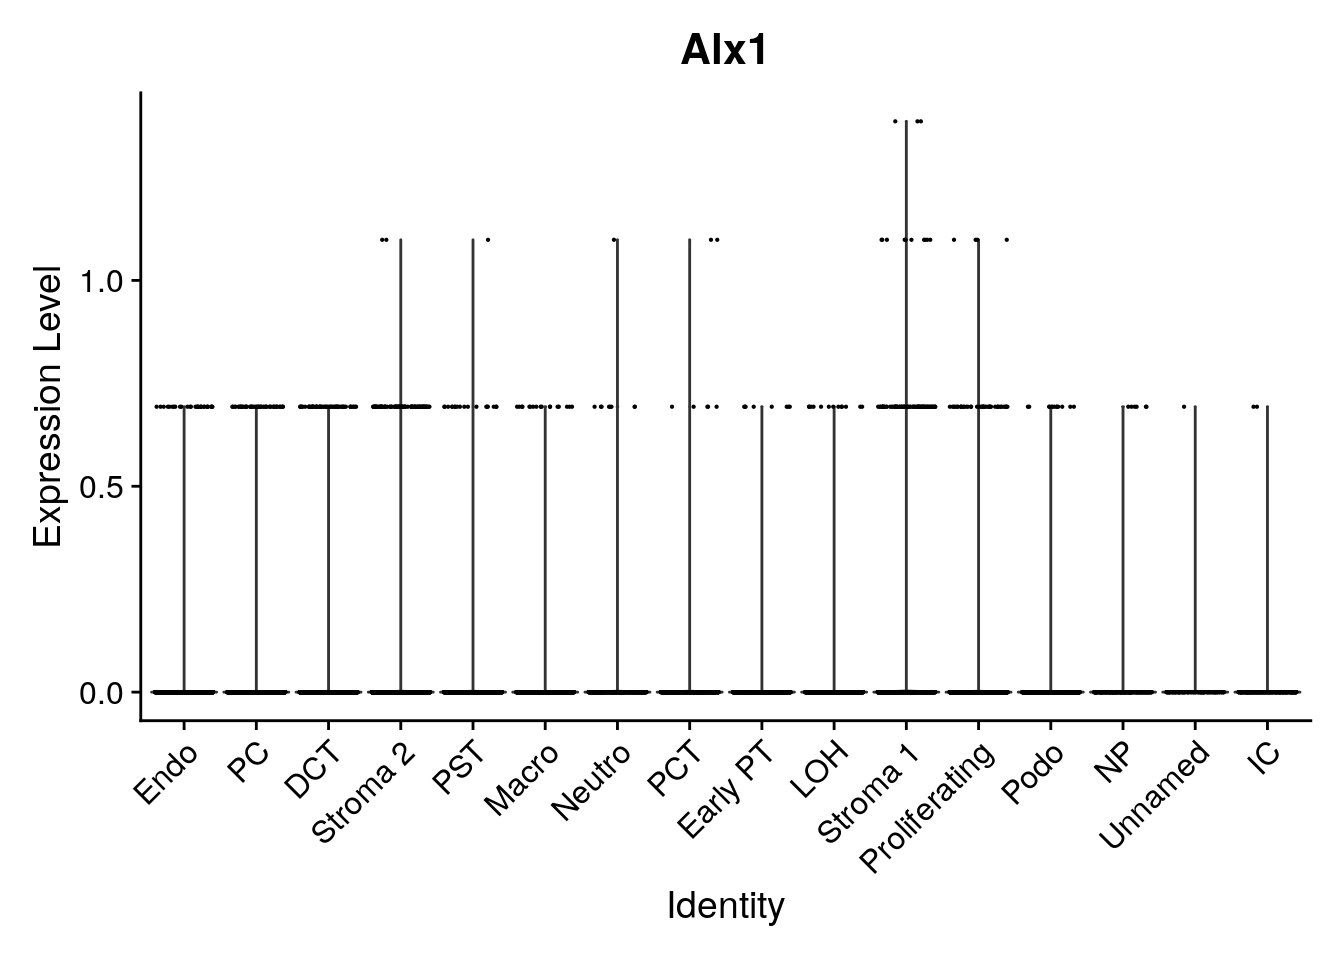 Alx1
Expression Level
1.0
0.5
0.0
Endo
PC
DCT
Stroma 2
PST
Macro
Neutro
PCT
Early PT
LOH
Stroma 1
Proliferating
Podo
NP
Unnamed
IC
Identity